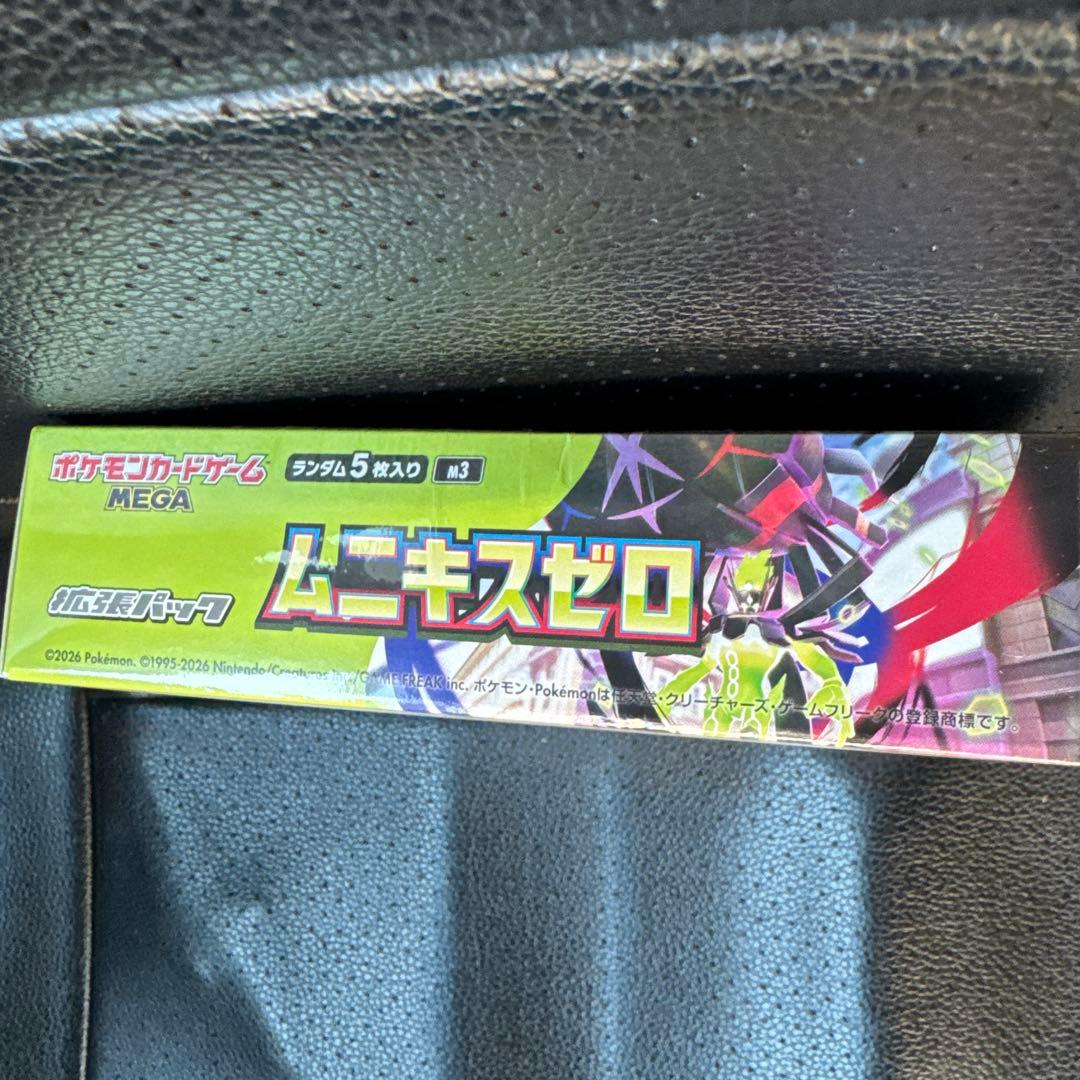 ポケモンカードゲーム
MEGA
ランダム5枚入り
M3
ムニキスゼロ
拡張パック
©2026 Pokémon. ©1995-2026 Nintendo/Creatures Inc./GAME FREAK inc. ポケモン・Pokémonは任天堂・クリーチャーズ・ゲームフリークの登録商標です。